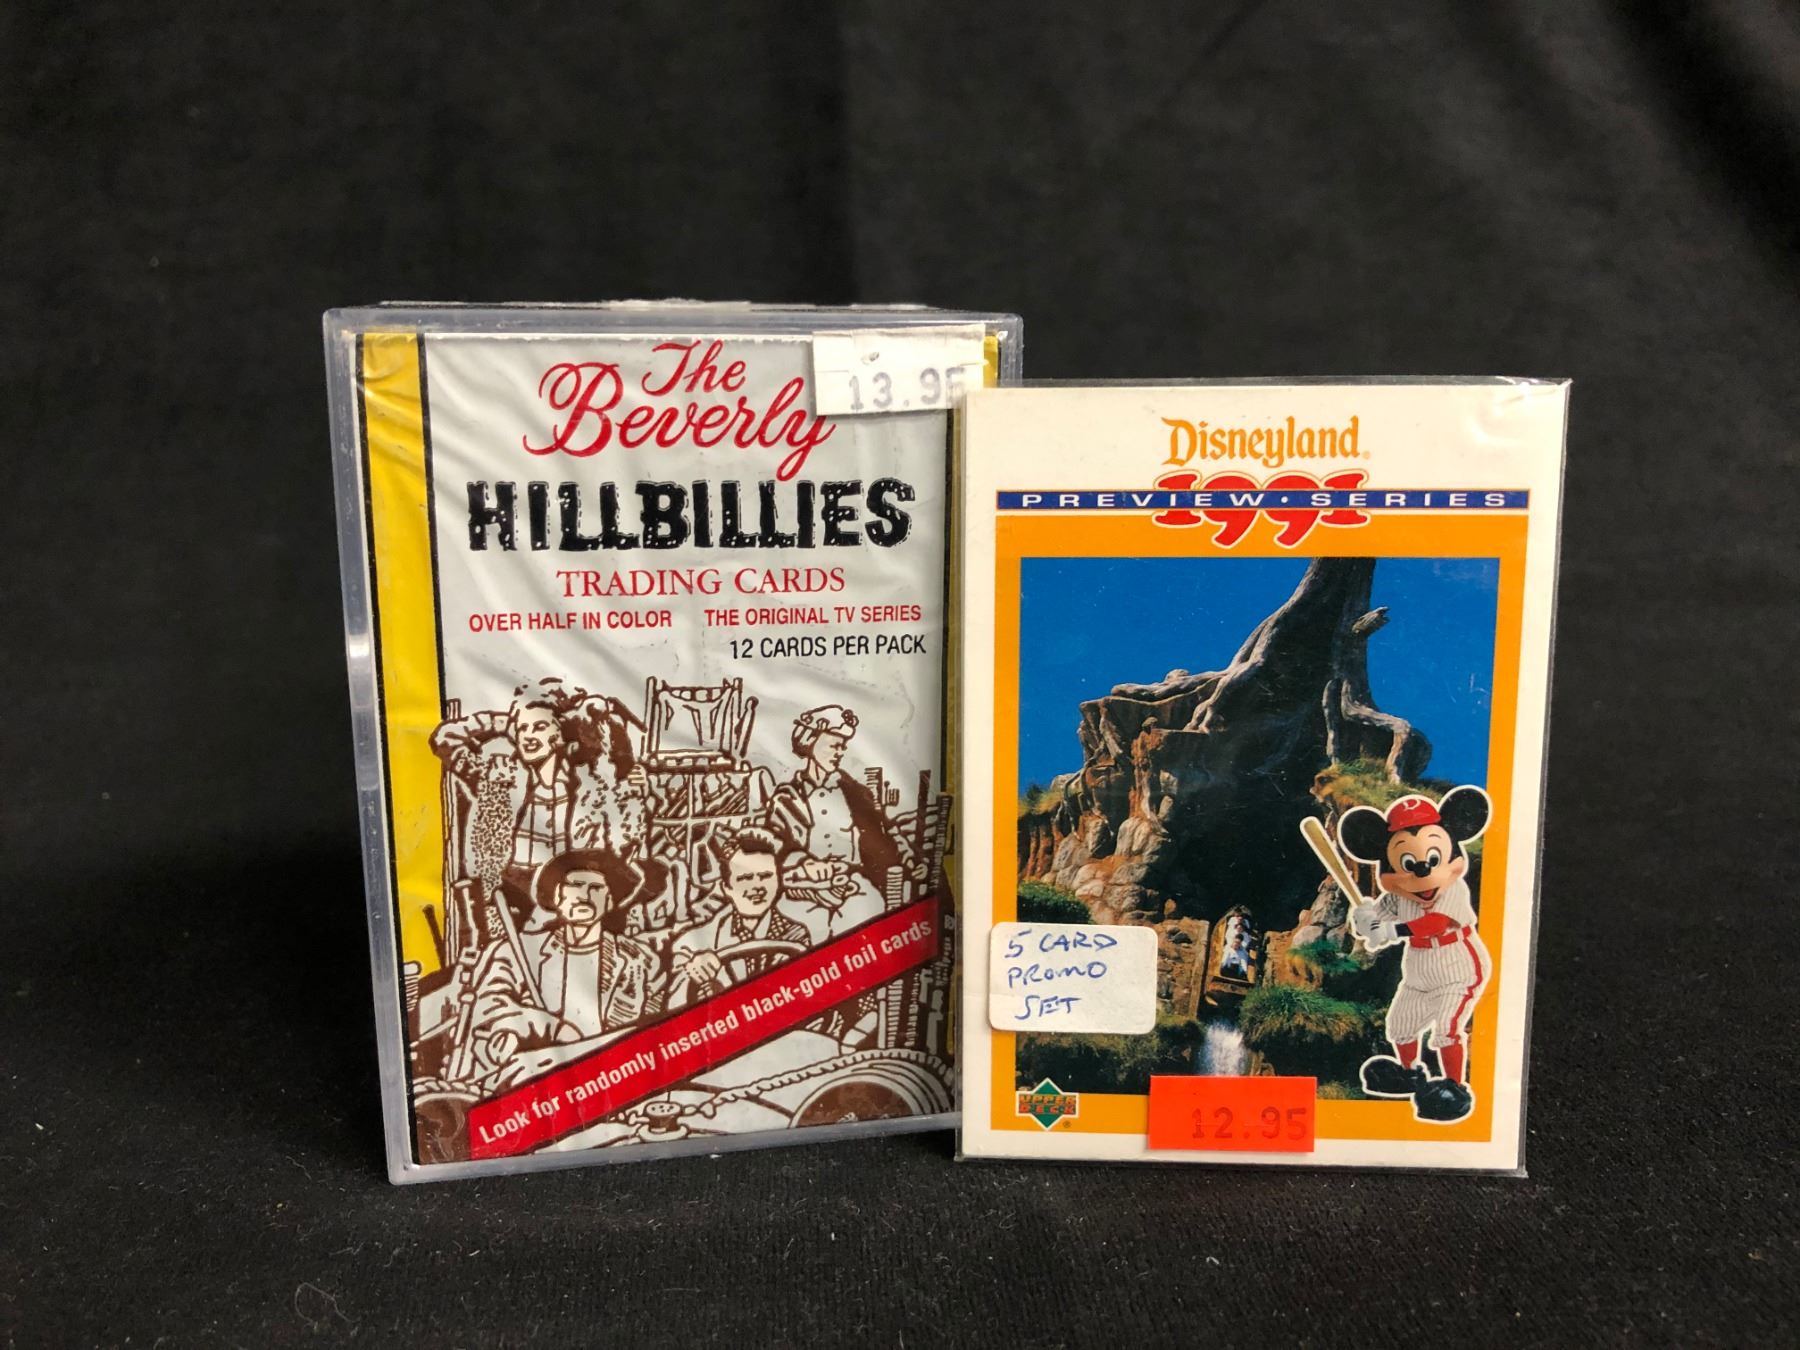 The
Beverly
HILLBILLIES
TRADING CARDS
OVER HALF IN COLOR THE ORIGINAL TV SERIES
12 CARDS PER PACK
Look for randomly inserted black-gold foil cards
13.95
Disneyland®
1991
PREVIEW • SERIES
D
5 CARD
PROMO
SET
UPPER
DECK®
12.95